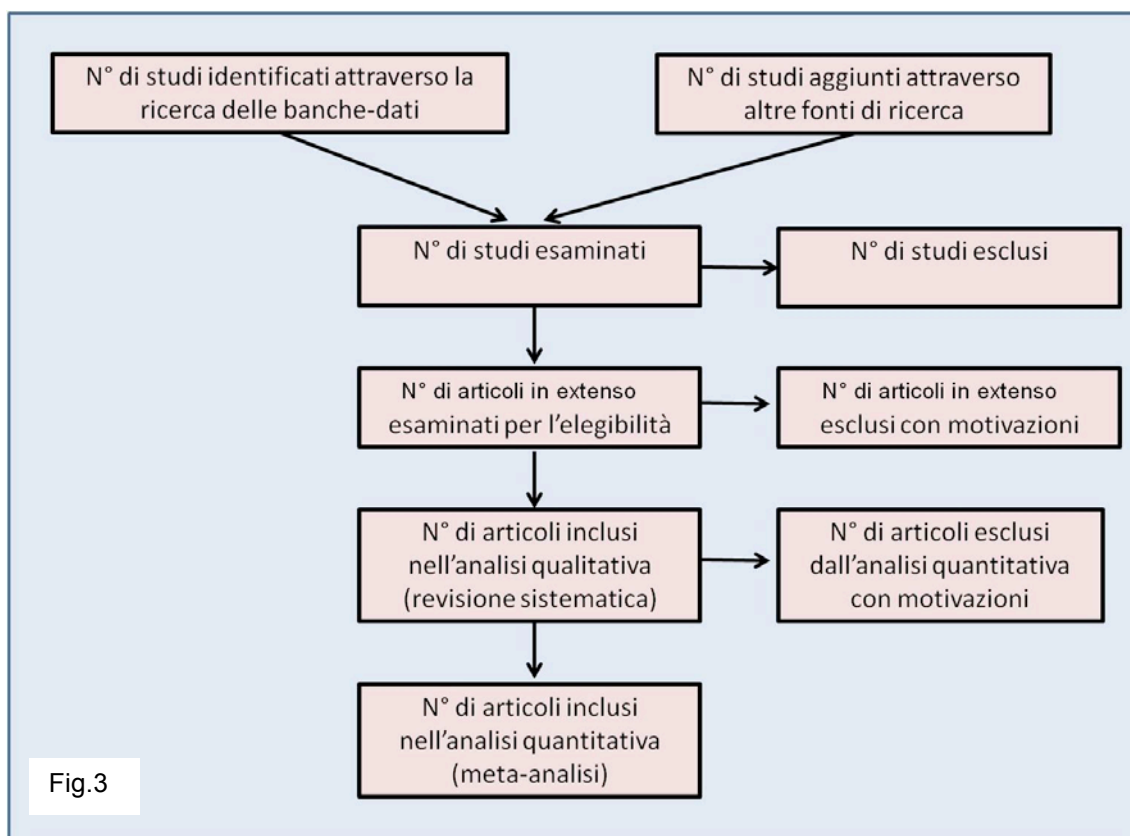 N° di studi identificati attraverso la
ricerca delle banche-dati
N° di studi aggiunti attraverso
altre fonti di ricerca
N° di studi esaminati
N° di studi esclusi
N° di articoli in extenso
esaminati per l'elegibilità
N° di articoli in extenso
esclusi con motivazioni
N° di articoli inclusi
nell'analisi qualitativa
(revisione sistematica)
N° di articoli esclusi
dall'analisi quantitativa
con motivazioni
N° di articoli inclusi
nell'analisi quantitativa
(meta-analisi)
Fig.3